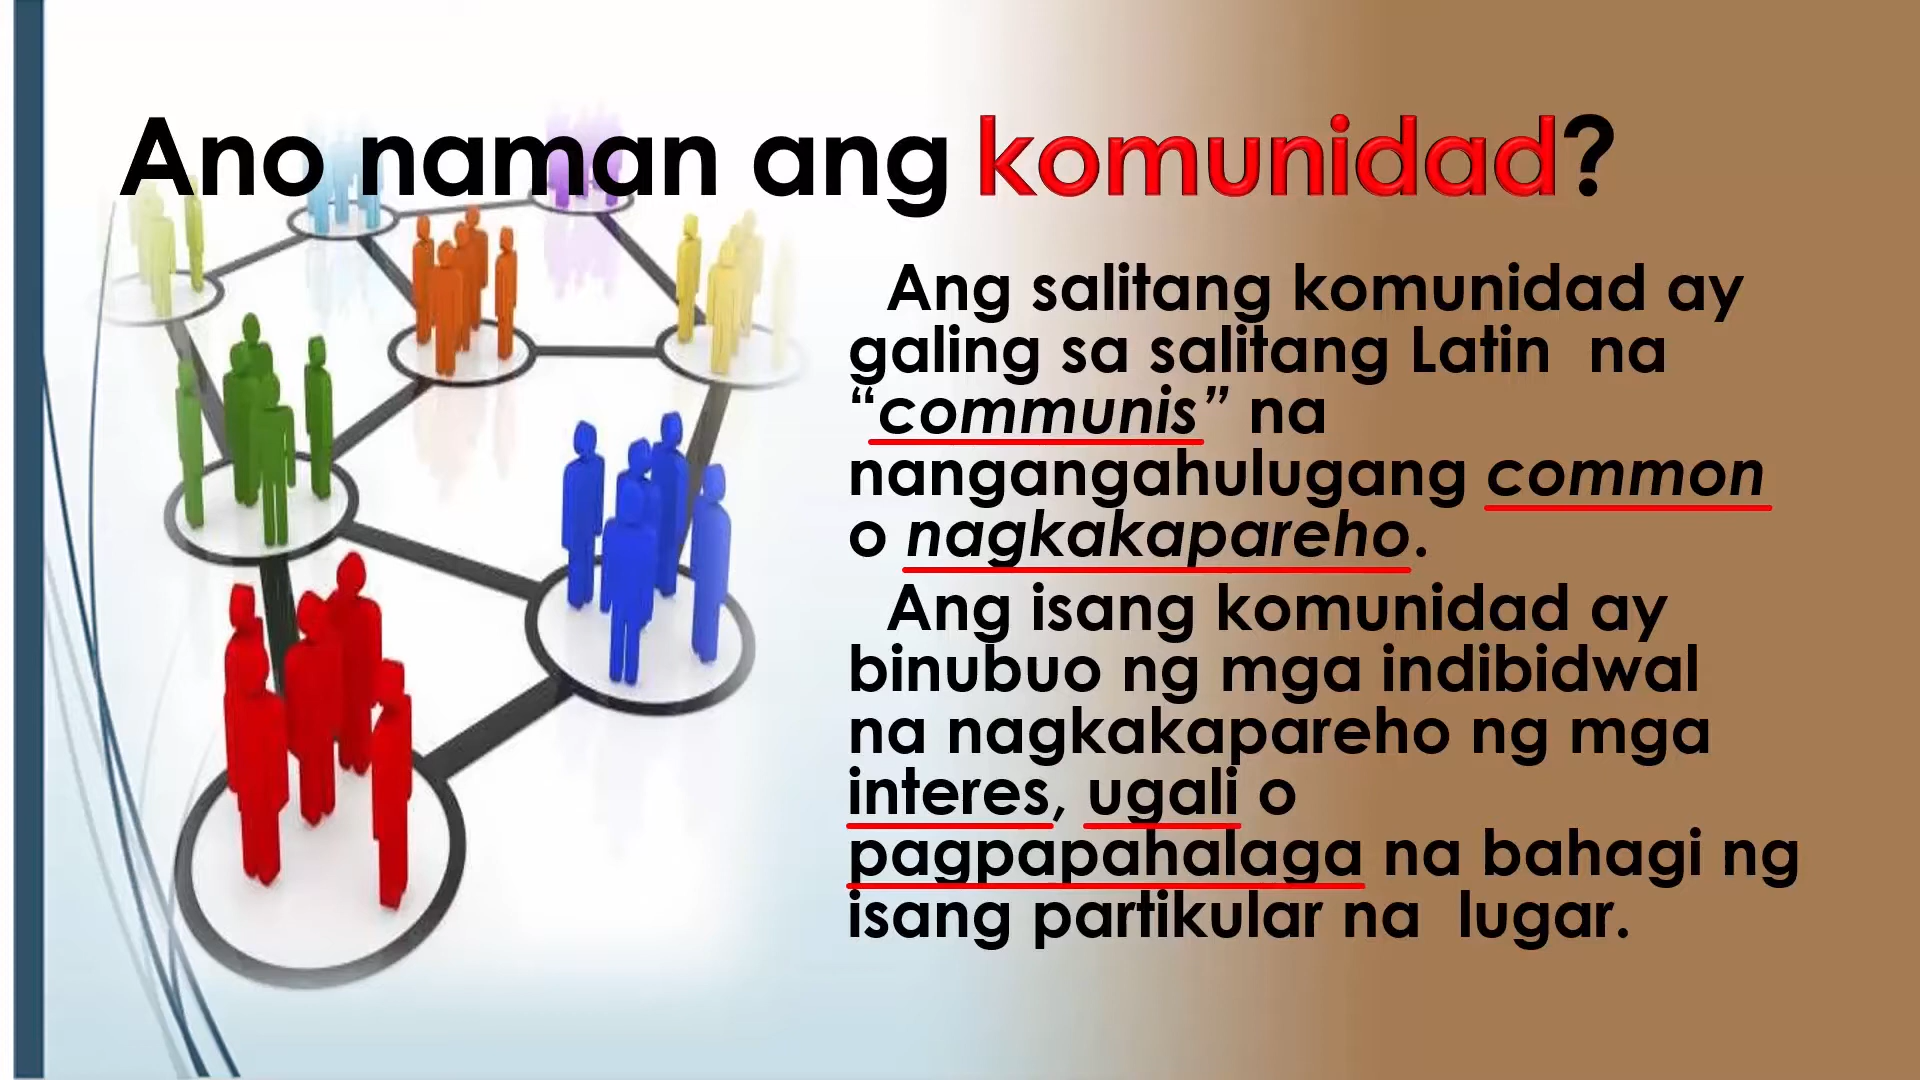 Ano naman ang komunidad?
Ang salitang komunidad ay
galing sa salitang Latin na
“communis” na
nangangahulugang common
o nagkakapareho.
Ang isang komunidad ay
binubuo ng mga indibidwal
na nagkakapareho ng mga
interes, ugali o
pagpapahalaga na bahagi ng
isang partikular na lugar.